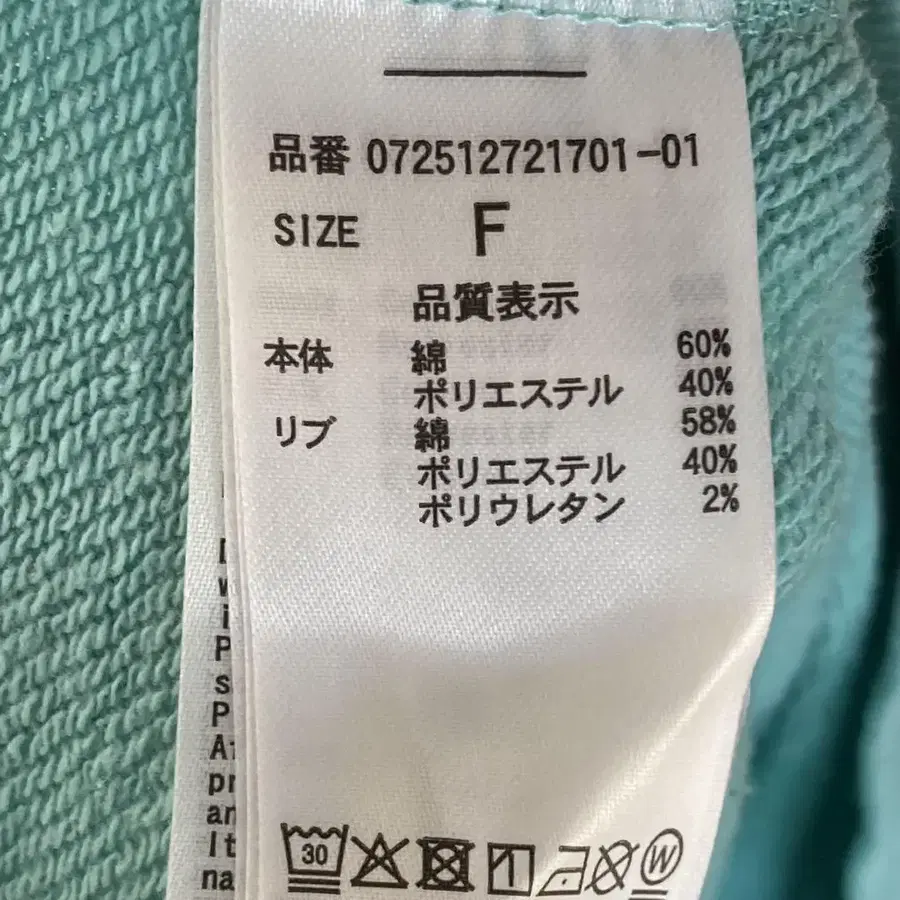 品番 072512721701-01
SIZE F
品質表示
本体 綿 60%
ポリエステル 40%
リブ 綿 58%
ポリエステル 40%
ポリウレタン 2%
30
W